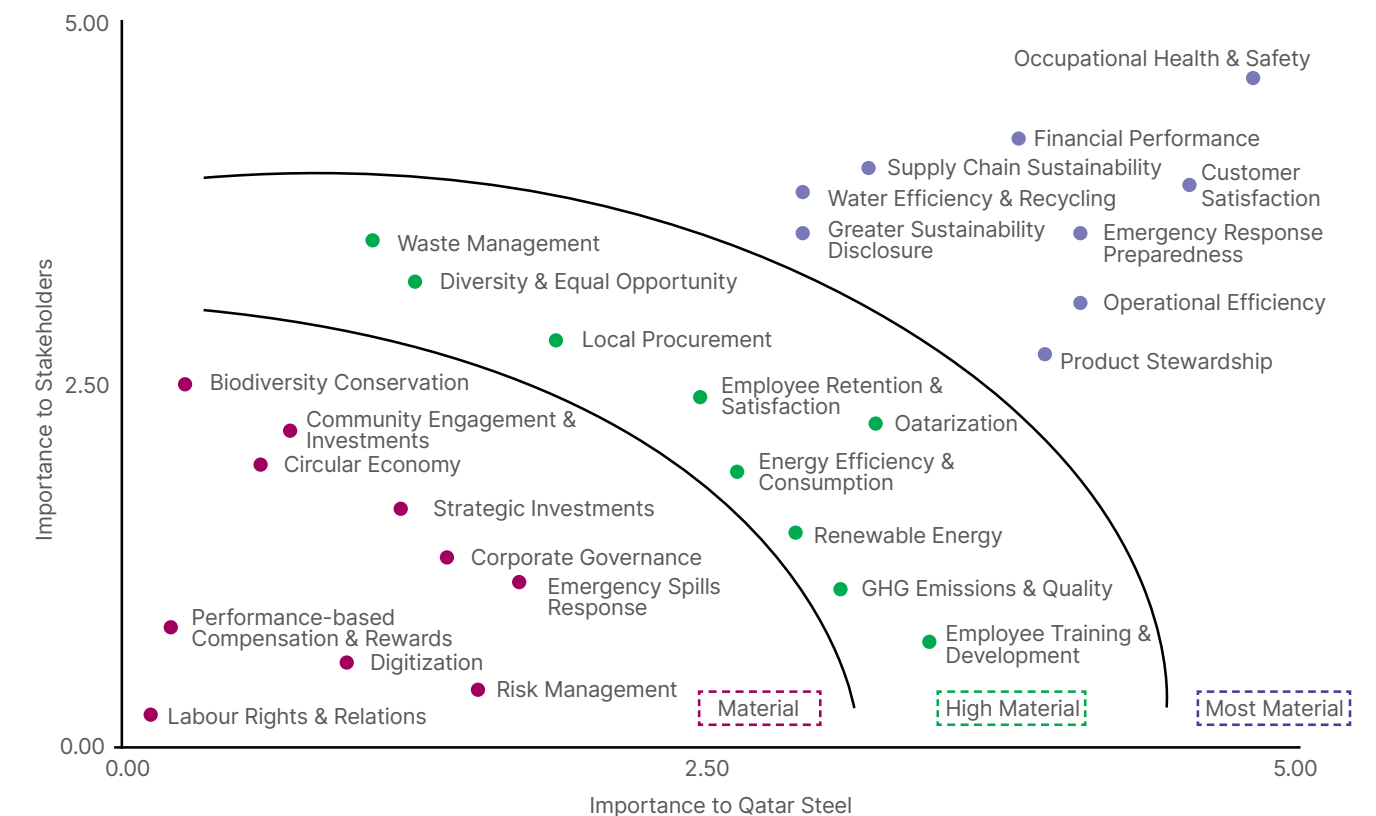 5.00
Occupational Health & Safety
Financial Performance
Supply Chain Sustainability
Customer
Satisfaction
Water Efficiency & Recycling
Greater Sustainability
Disclosure
Emergency Response
Preparedness
Waste Management
Diversity & Equal Opportunity
Operational Efficiency
Local Procurement
Product Stewardship
Importance to Stakeholders
2.50
Biodiversity Conservation
Employee Retention &
Satisfaction
Community Engagement &
Investments
Oatarization
Circular Economy
Energy Efficiency &
Consumption
Strategic Investments
Renewable Energy
Corporate Governance
Emergency Spills
Response
GHG Emissions & Quality
Performance-based
Compensation & Rewards
Employee Training &
Development
Digitization
Risk Management
Labour Rights & Relations
Material
High Material
Most Material
0.00
0.00
2.50
5.00
Importance to Qatar Steel